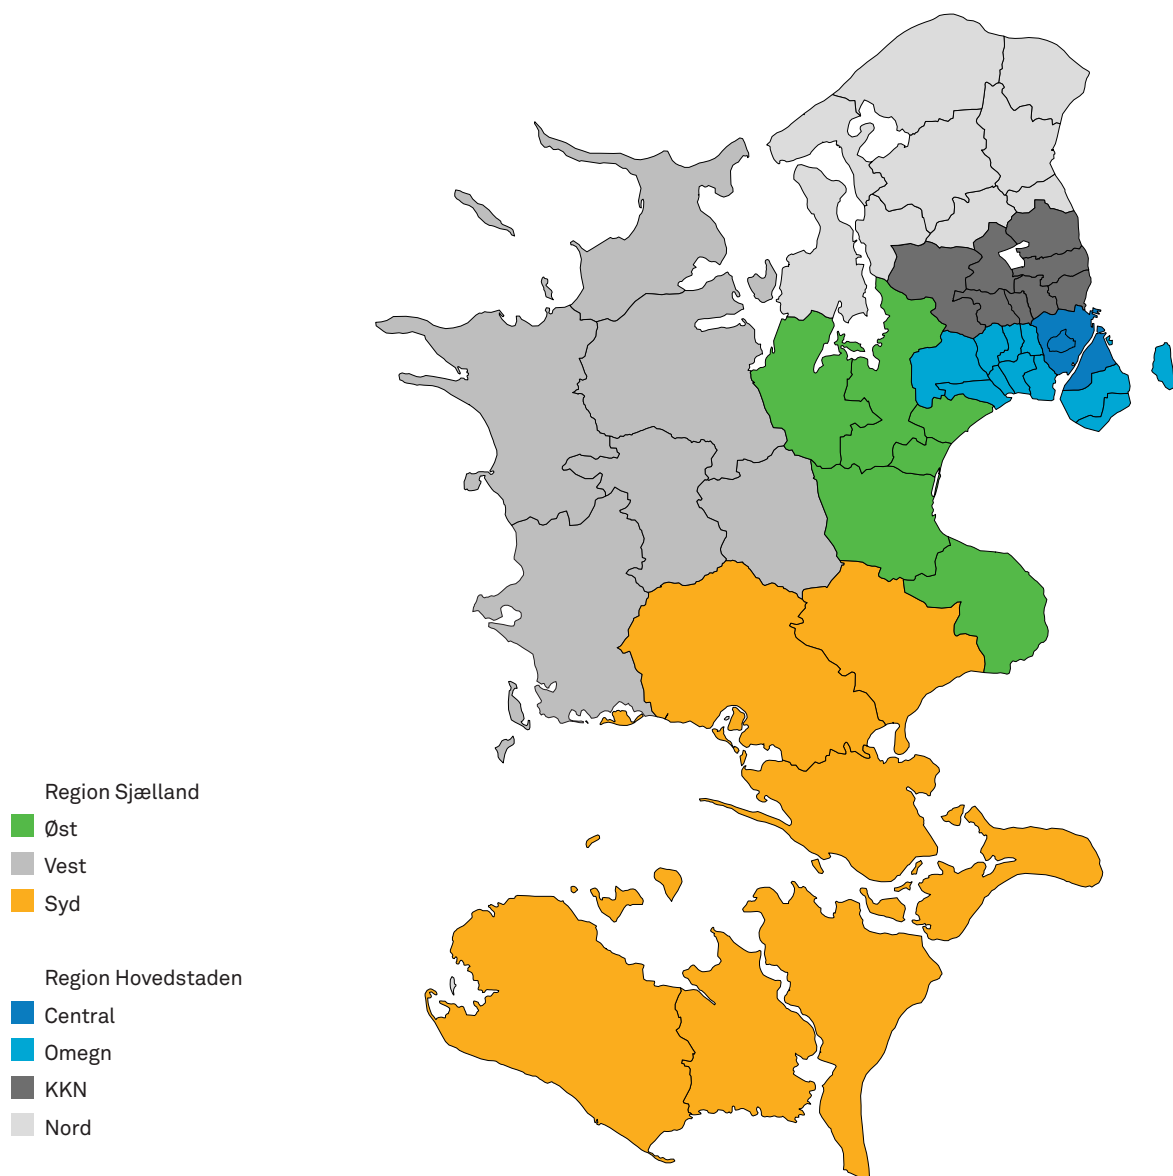 Region Sjælland
Øst
Vest
Syd
Region Hovedstaden
Central
Omegn
KKN
Nord